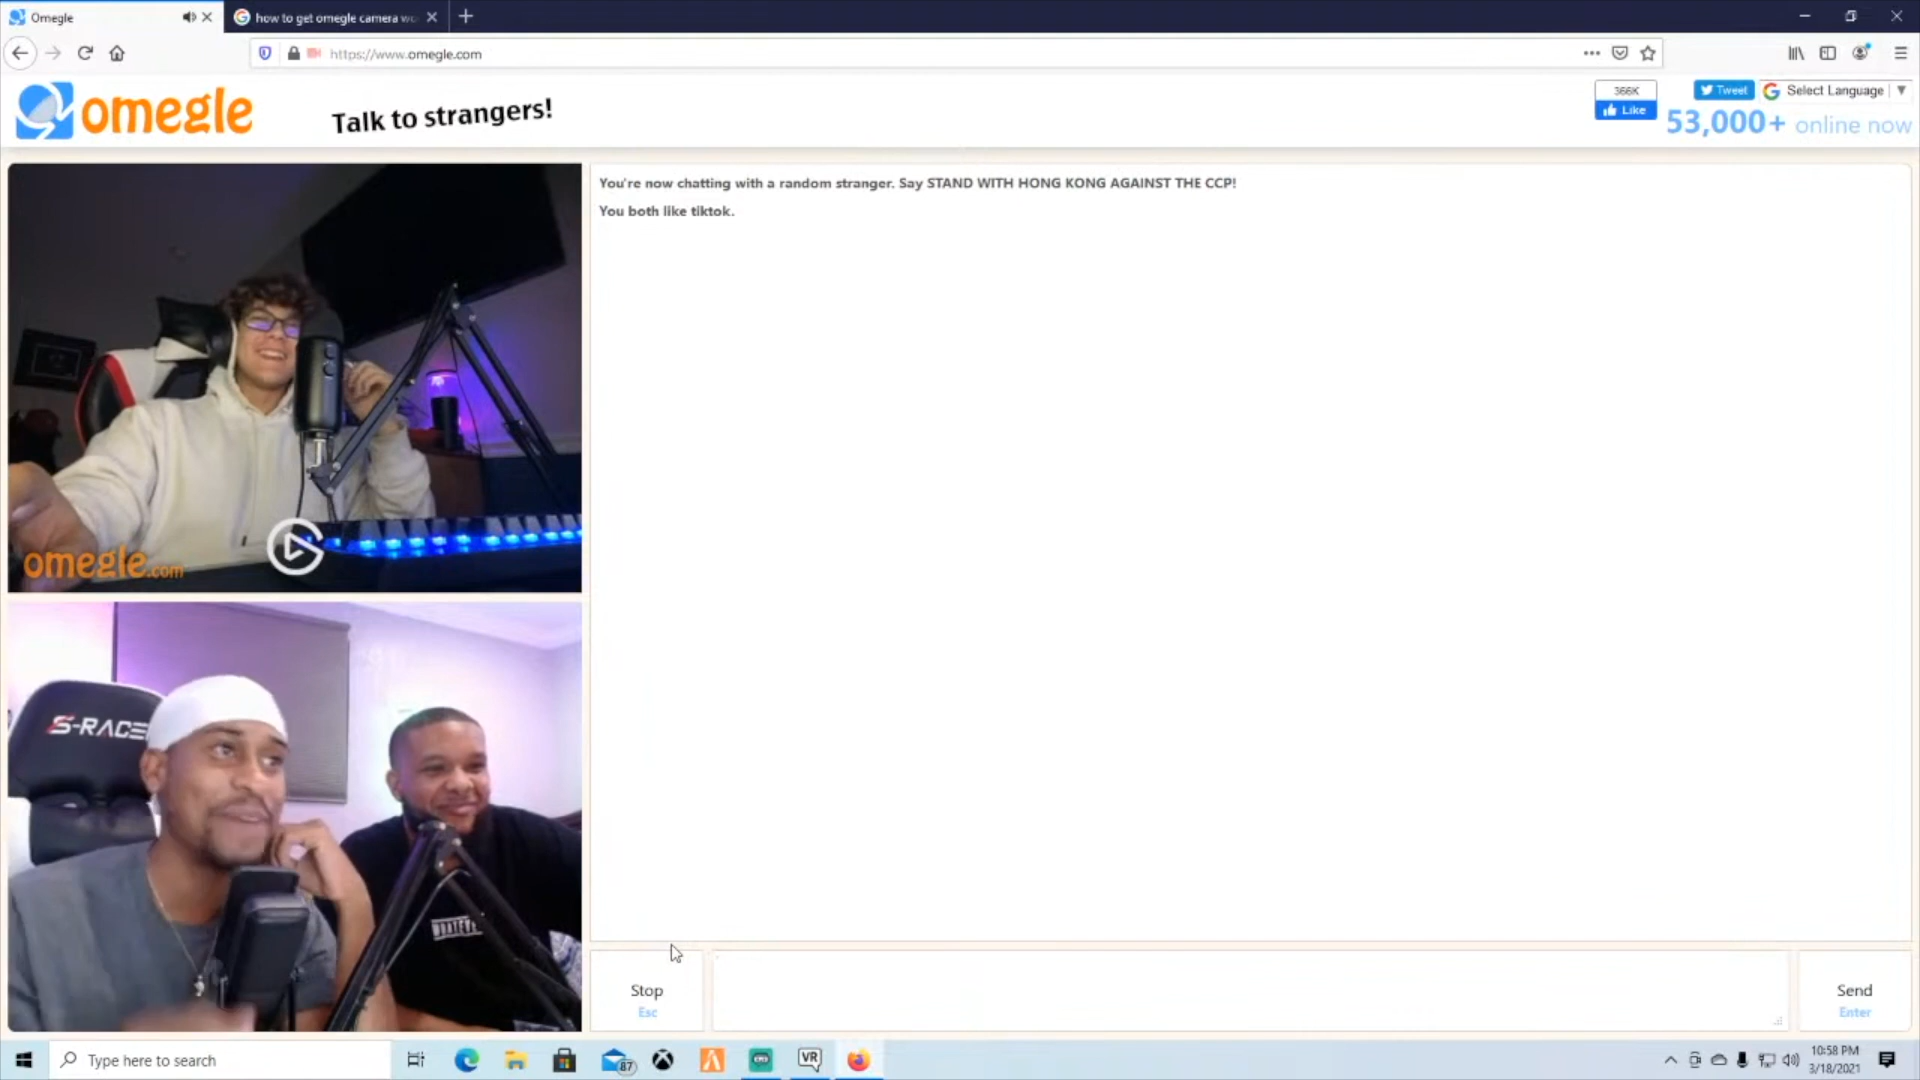 Omegle
how to get omegle camera wo
https://www.omegle.com
omegle
Talk to strangers!
366K
Like
Tweet
Select Language
53,000+ online now
You're now chatting with a random stranger. Say STAND WITH HONG KONG AGAINST THE CCP!
You both like tiktok.
omegle.com
S-RACE
WHATEVE
Stop
Esc
Send
Enter
Type here to search
87
VR
10:58 PM
3/18/2021